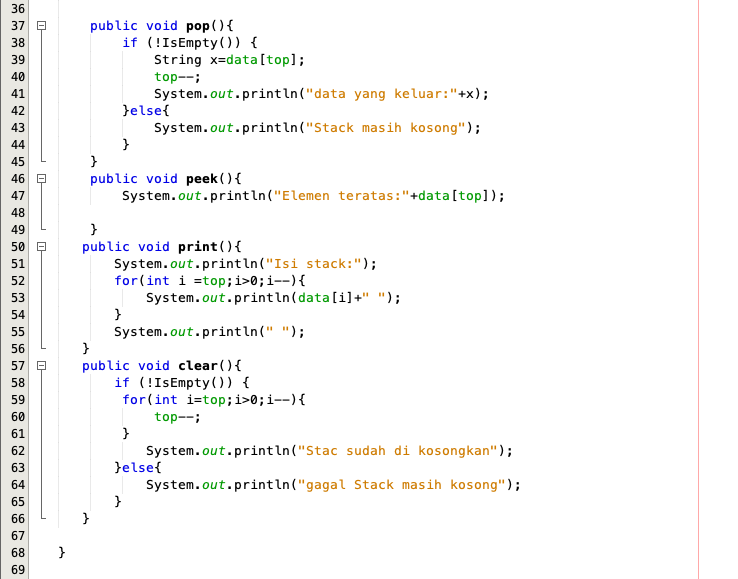 36
37 public void pop(){
38 if (!IsEmpty()) {
39 String x=data[top];
40 top--;
41 System.out.println("data yang keluar:"+x);
42 }else{
43 System.out.println("Stack masih kosong");
44 }
45 }
46 public void peek(){
47 System.out.println("Elemen teratas:"+data[top]);
48
49 }
50 public void print(){
51 System.out.println("Isi stack:");
52 for(int i =top;i>0;i--){
53 System.out.println(data[i]+" ");
54 }
55 System.out.println(" ");
56 }
57 public void clear(){
58 if (!IsEmpty()) {
59 for(int i=top;i>0;i--){
60 top--;
61 }
62 System.out.println("Stac sudah di kosongkan");
63 }else{
64 System.out.println("gagal Stack masih kosong");
65 }
66 }
67
68 }
69